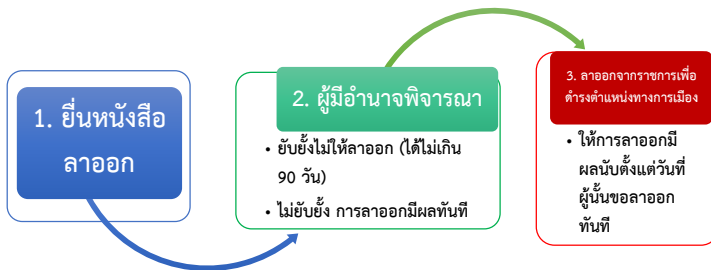 1. ยื่นหนังสือ
ลาออก
2. ผู้มีอำนาจพิจารณา
• ยับยั้งไม่ให้ลาออก (ได้ไม่เกิน
90 วัน)
• ไม่ยับยั้ง การลาออกมีผลทันที
3. ลาออกจากราชการเพื่อ
ดำรงตำแหน่งทางการเมือง
• ให้การลาออกมี
ผลนับตั้งแต่วันที่
ผู้นั้นขอลาออก
ทันที